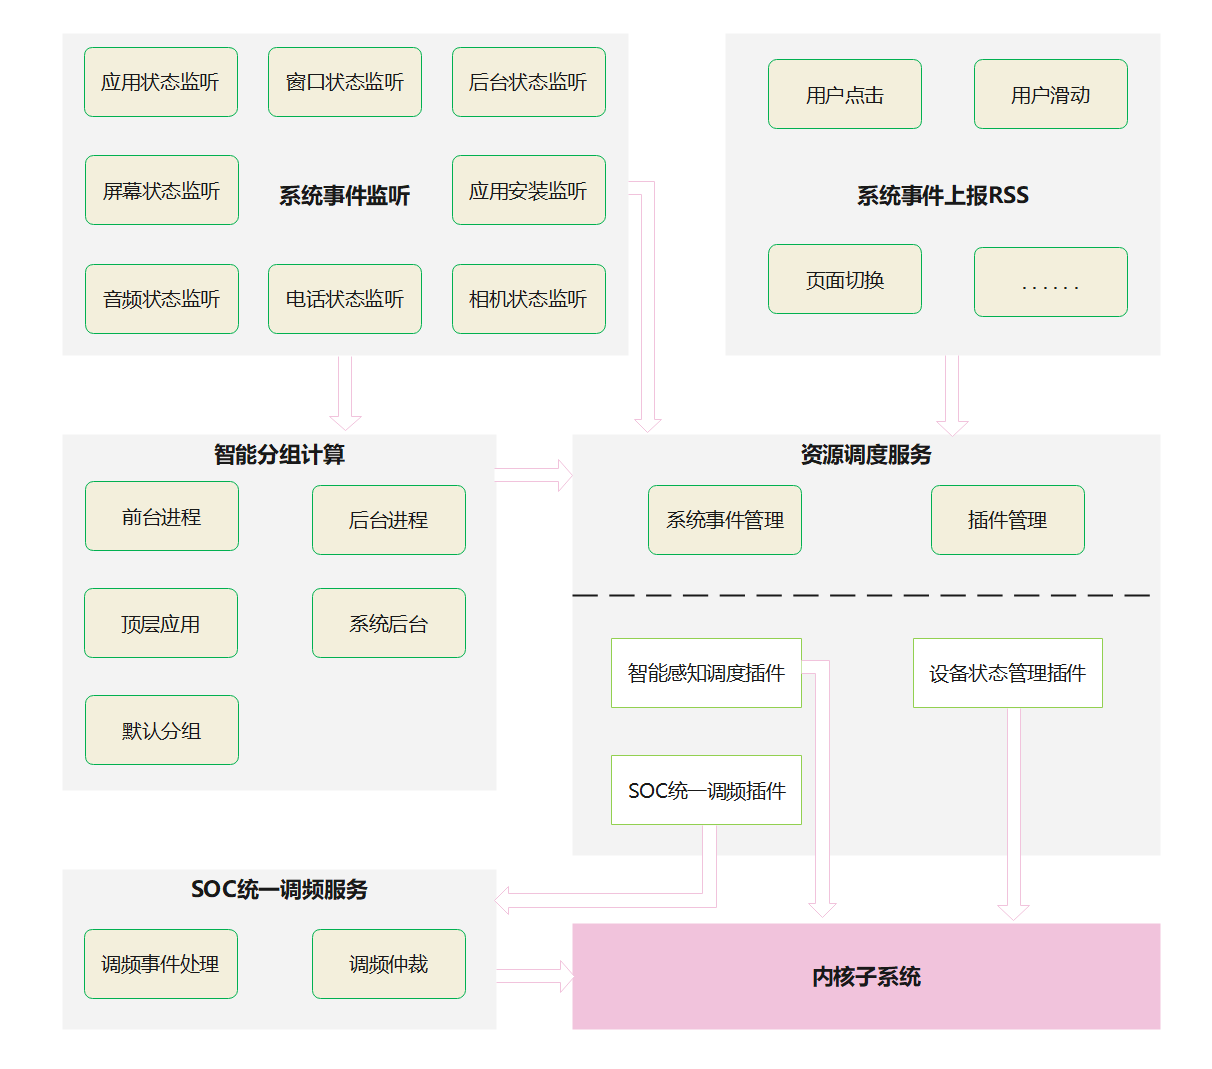 应用状态监听
窗口状态监听
后台状态监听
屏幕状态监听
系统事件监听
应用安装监听
音频状态监听
电话状态监听
相机状态监听
用户点击
用户滑动
系统事件上报RSS
页面切换
......
智能分组计算
前台进程
后台进程
顶层应用
系统后台
默认分组
资源调度服务
系统事件管理
插件管理
智能感知调度插件
设备状态管理插件
SOC统一调频插件
SOC统一调频服务
调频事件处理
调频仲裁
内核子系统